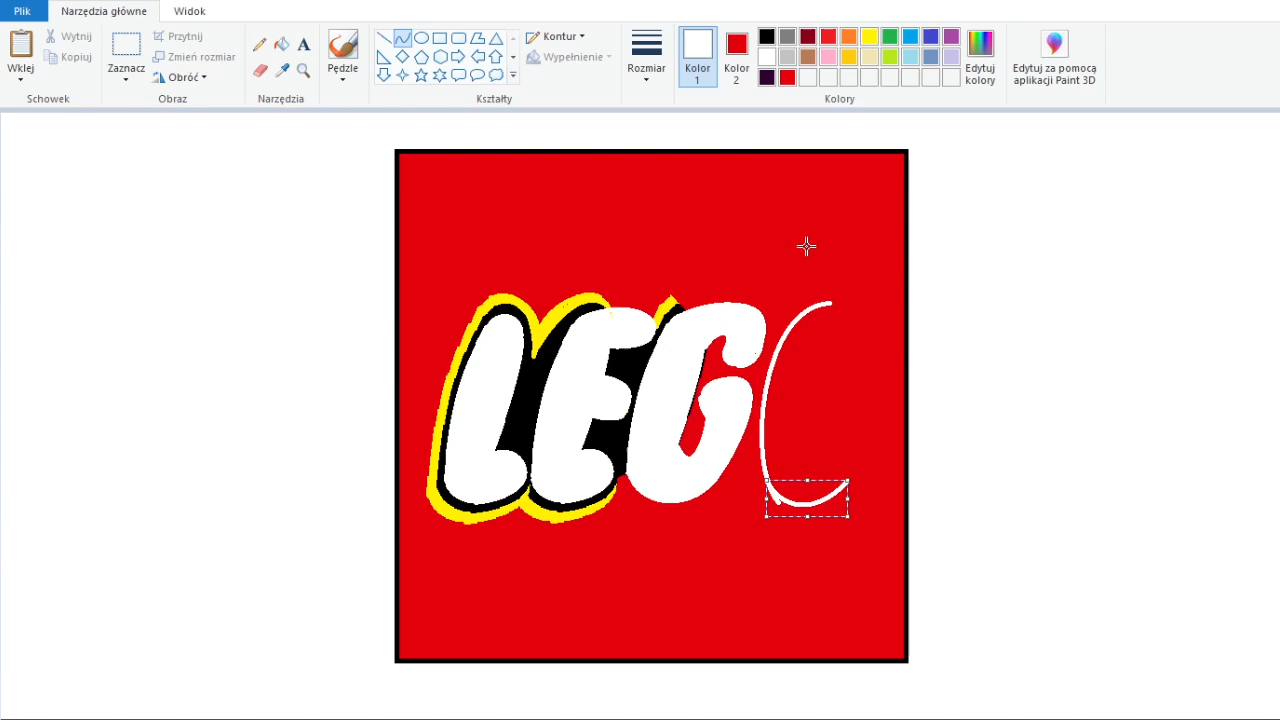 Plik Narzędzia główne Widok
Wklej
Wytnij
Kopiuj
Schowek
Zaznacz
Przytnij
Zmień rozmiar
Obróć
Obraz
A
Narzędzia
Pędzle
Kontur
Wypełnienie
Kształty
Rozmiar
Kolor 1
Kolor 2
Edytuj kolory
Kolory
Edytuj za pomocą aplikacji Paint 3D
LEG